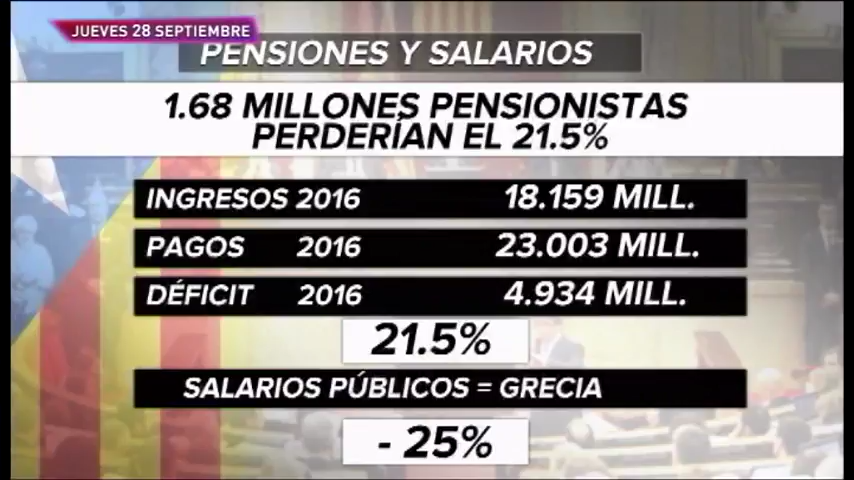 JUEVES 28 SEPTIEMBRE
PENSIONES Y SALARIOS
1.68 MILLONES PENSIONISTAS
PERDERÍAN EL 21.5%
INGRESOS 2016 18.159 MILL.
PAGOS 2016 23.003 MILL.
DÉFICIT 2016 4.934 MILL.
21.5%
SALARIOS PÚBLICOS = GRECIA
- 25%